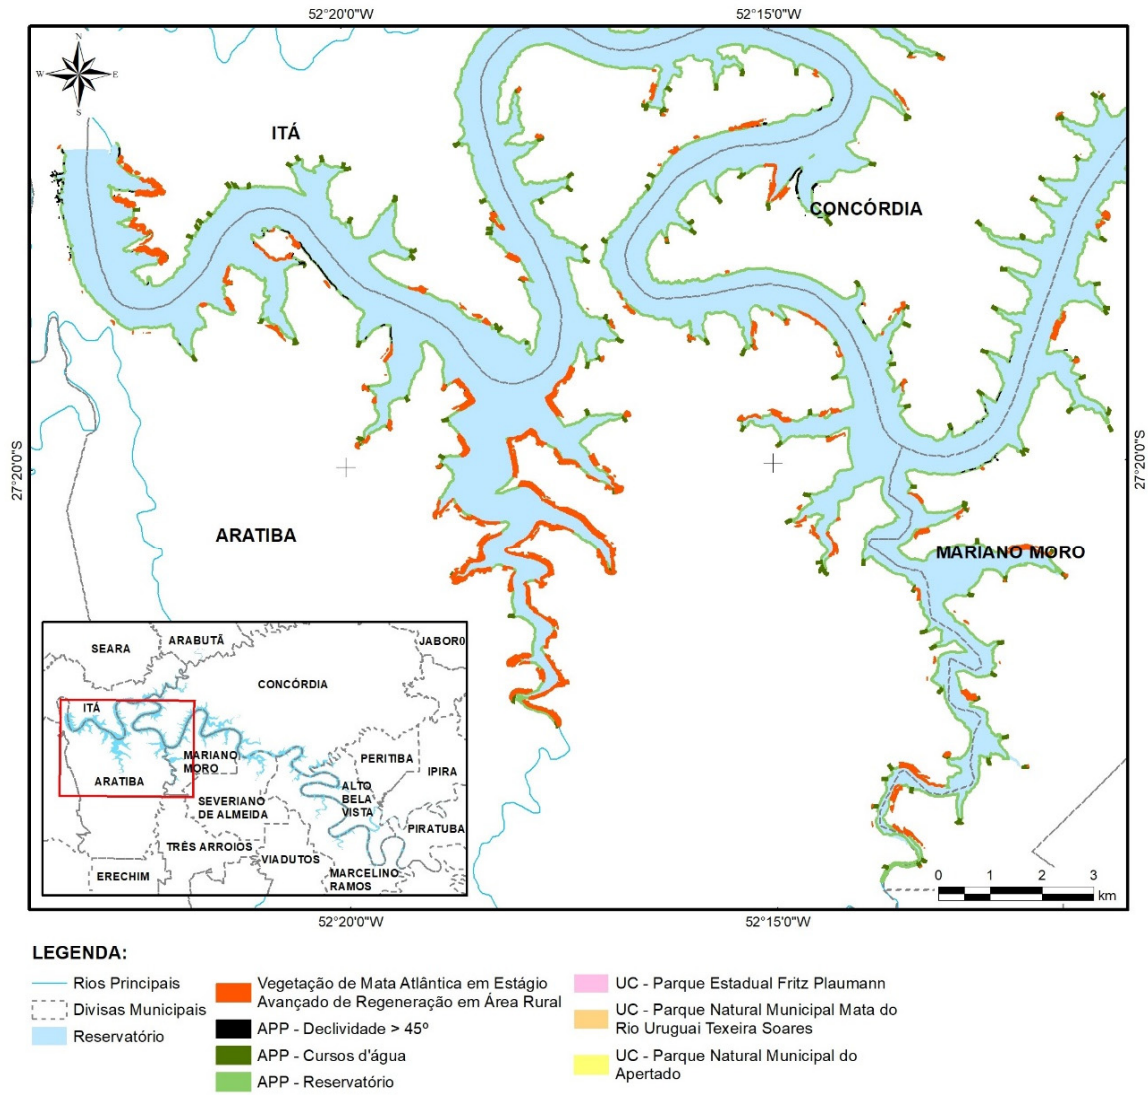 52°20'0"W
52°15'0"W
N
W
E
S
ITÁ
CONCÓRDIA
27°20'0"S
27°20'0"S
ARATIBA
MARIANO MORO
SEARA
ARABUTÃ
JABORÁ
CONCÓRDIA
ITÁ
MARIANO
MORO
PERITIBA
IPIRA
ARATIBA
ALTO
BELA
VISTA
SEVERIANO
DE ALMEIDA
PIRATUBA
TRÊS ARROIOS
VIADUTOS
ERECHIM
MARCELINO
RAMOS
0 1 2 3
km
52°20'0"W
52°15'0"W
LEGENDA:
Rios Principais
Divisas Municipais
Reservatório
Vegetação de Mata Atlântica em Estágio
Avançado de Regeneração em Área Rural
APP - Declividade > 45º
APP - Cursos d'água
APP - Reservatório
UC - Parque Estadual Fritz Plaumann
UC - Parque Natural Municipal Mata do
Rio Uruguai Texeira Soares
UC - Parque Natural Municipal do
Apertado